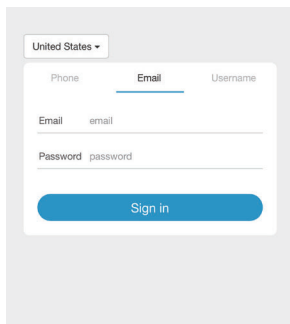 United States
Phone Email Username
Email email
Password password
Sign in